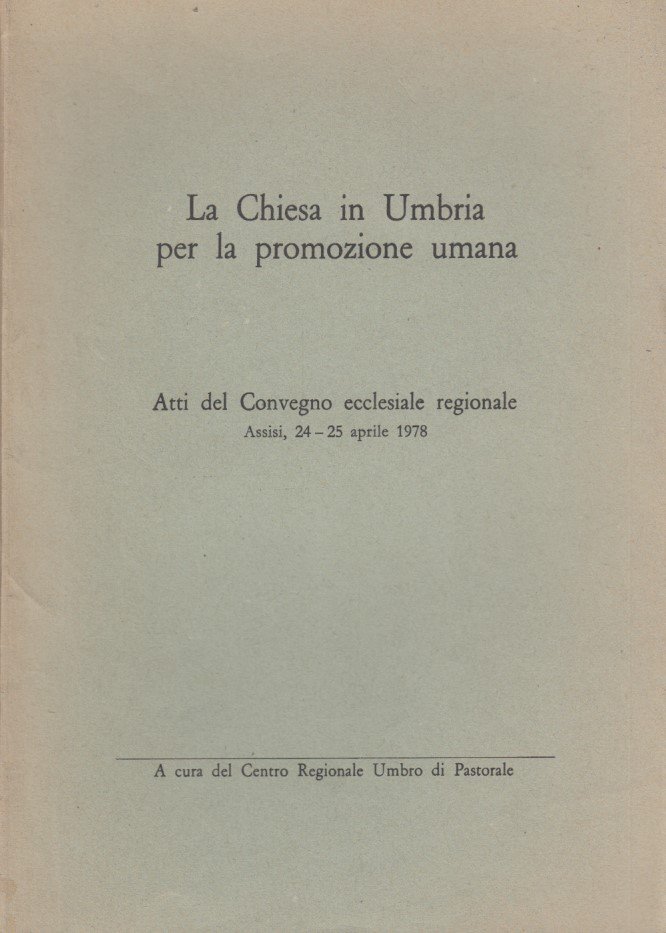 La Chiesa in Umbria
per la promozione umana
Atti del Convegno ecclesiale regionale
Assisi, 24 – 25 aprile 1978
A cura del Centro Regionale Umbro di Pastorale